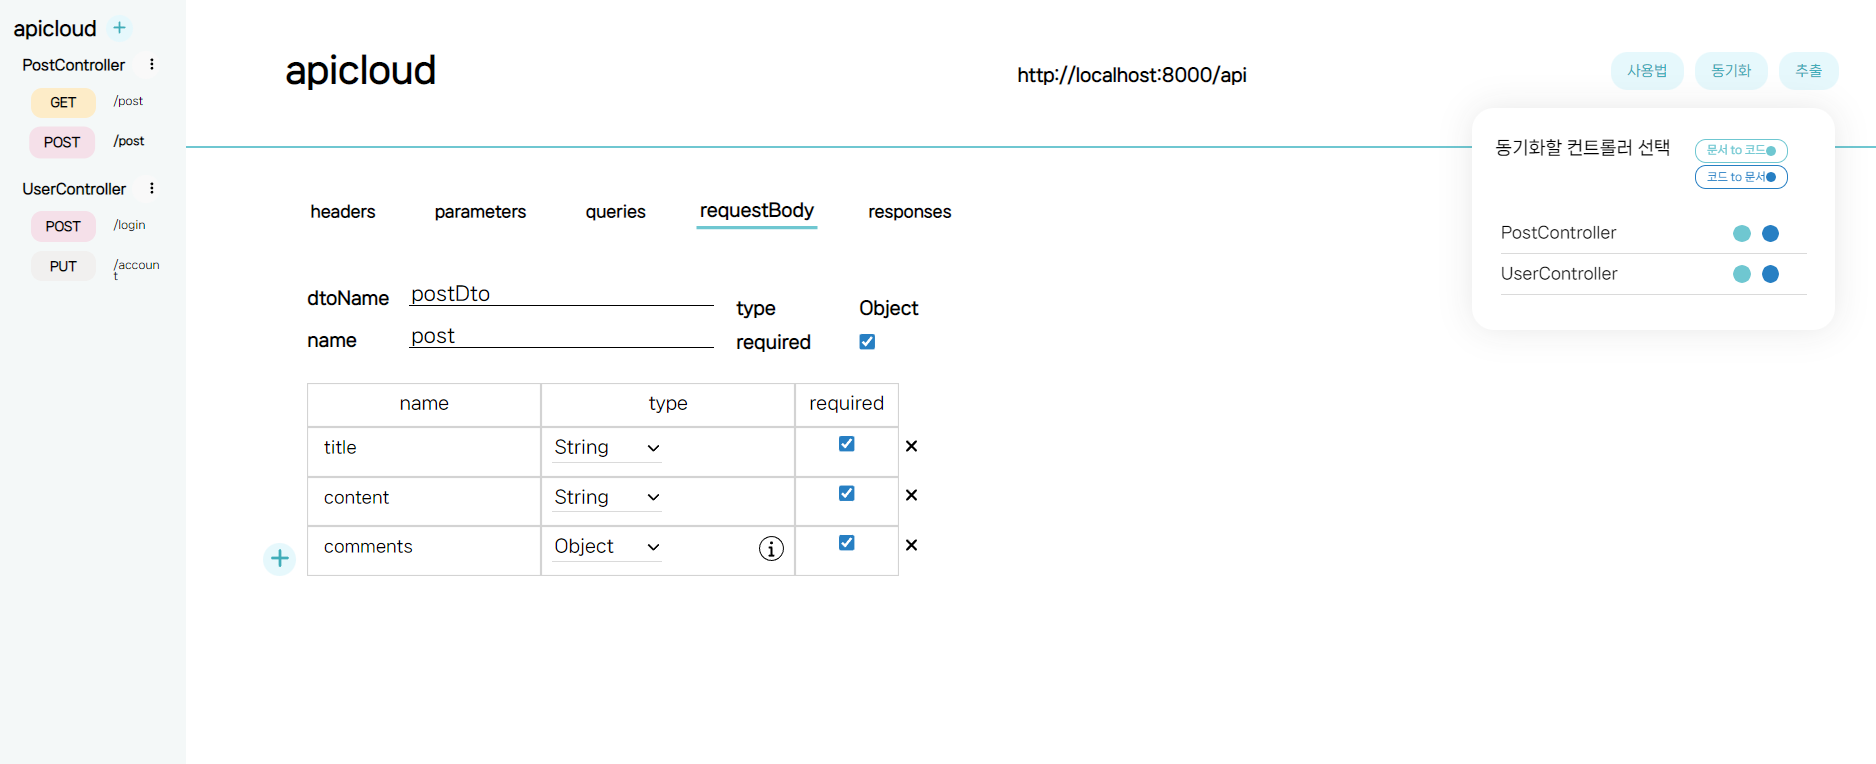 apicloud
PostController
GET /post
POST /post
UserController
POST /login
PUT /accoun
t
apicloud
http://localhost:8000/api
사용법 동기화 추출
동기화할 컨트롤러 선택
문서 to 코드
코드 to 문서
PostController
UserController
headers parameters queries requestBody responses
dtoName postDto
type Object
name post
required
name type required
title String
content String
comments Object